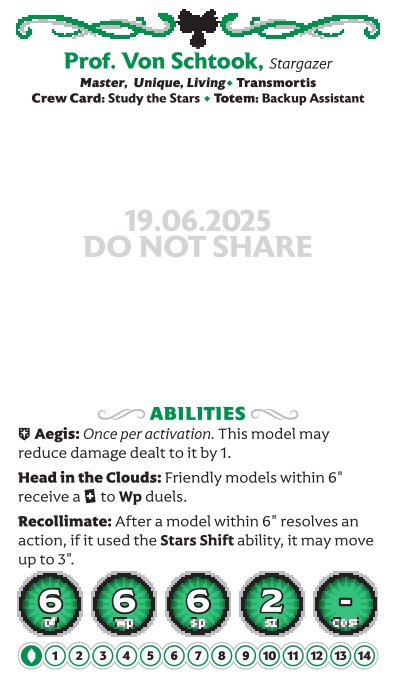 Prof. Von Schtook, Stargazer
Master, Unique, Living♦ Transmortis
Crew Card: Study the Stars ♦ Totem: Backup Assistant
19.06.2025
DO NOT SHARE
ABILITIES
Aegis: Once per activation. This model may
reduce damage dealt to it by 1.
Head in the Clouds: Friendly models within 6"
receive a + to Wp duels.
Recollimate: After a model within 6" resolves an
action, if it used the Stars Shift ability, it may move
up to 3".
6 6 6 2 -
Df Wp Sp Sz Cost
1 2 3 4 5 6 7 8 9 10 11 12 13 14